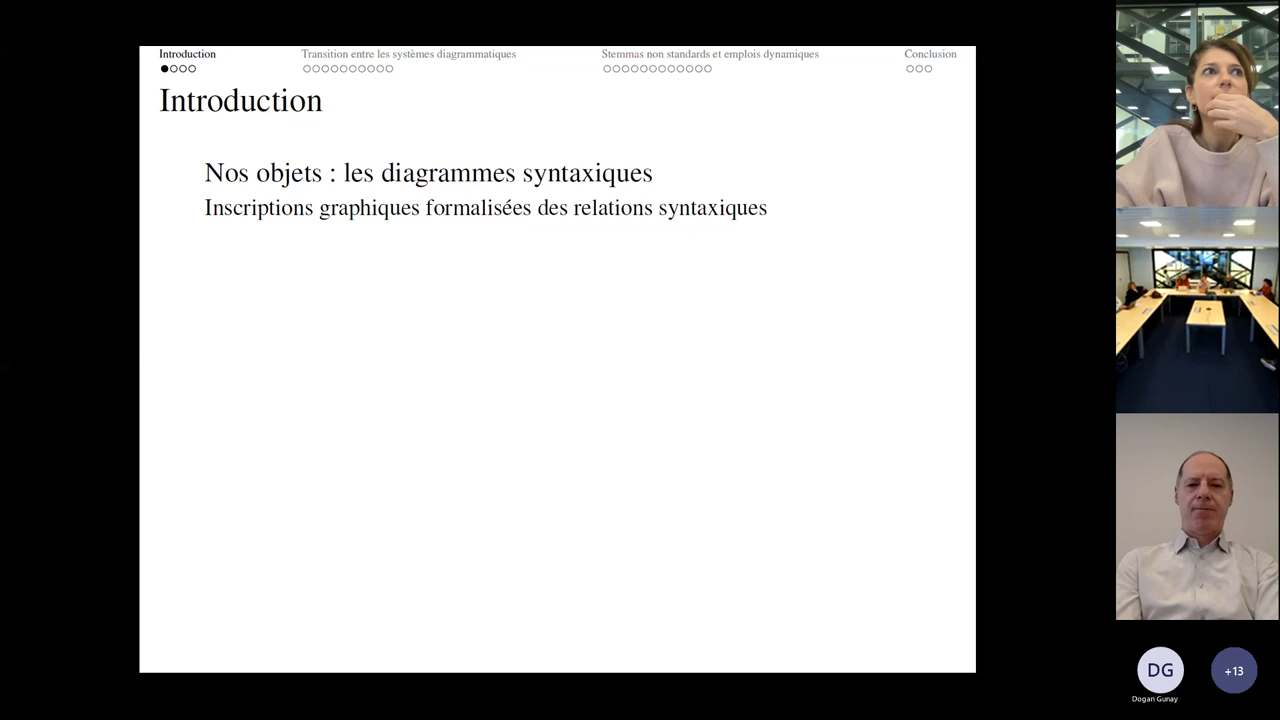 Introduction
Transition entre les systèmes diagrammatiques
Stemmas non standards et emplois dynamiques
Conclusion
Introduction
Nos objets : les diagrammes syntaxiques
Inscriptions graphiques formalisées des relations syntaxiques
DG
+13
Dogan Gunay